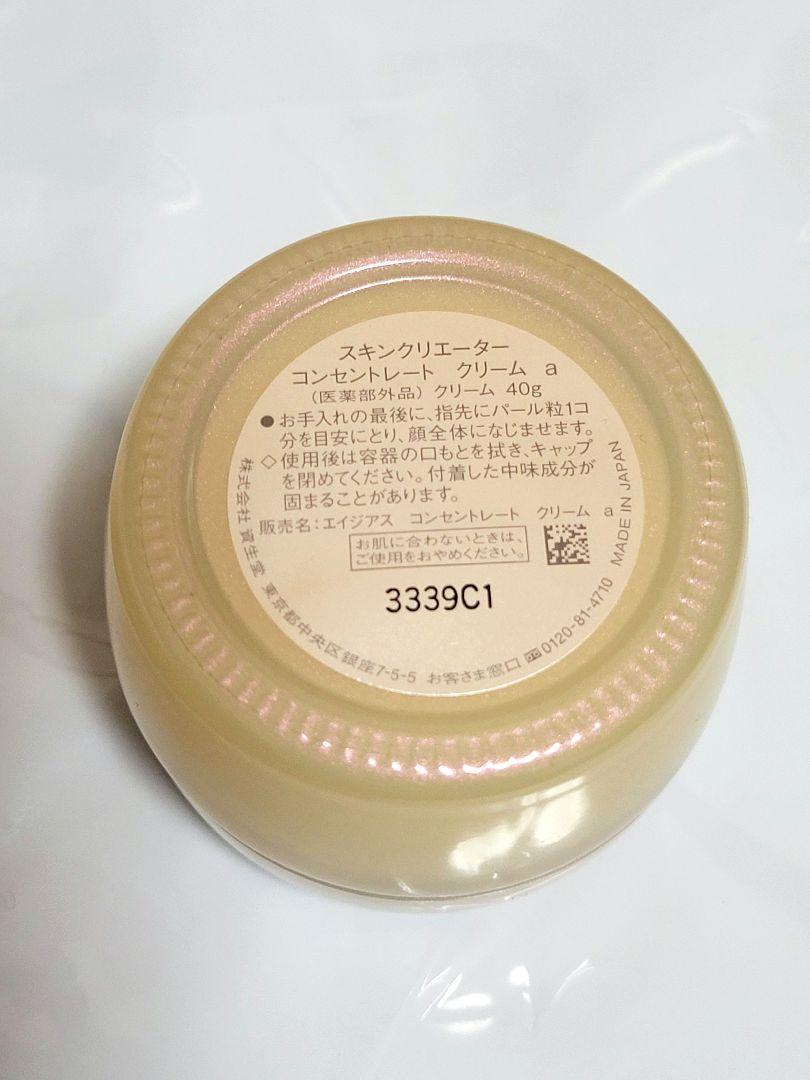 スキンクリエーター
コンセントレート　クリーム　a
（医薬部外品）クリーム 40g
●お手入れの最後に、指先にパール粒1コ
分を目安にとり、顔全体になじませます。
◇使用後は容器の口もとを拭き、キャップ
を閉めてください。付着した中味成分が
固まることがあります。
販売名：エイジアス　コンセントレート　クリーム　a
お肌に合わないときは、
ご使用をおやめください。
3339C1
株式会社 資生堂 東京都中央区銀座7-5-5 お客さま窓口 0120-81-4710 MADE IN JAPAN